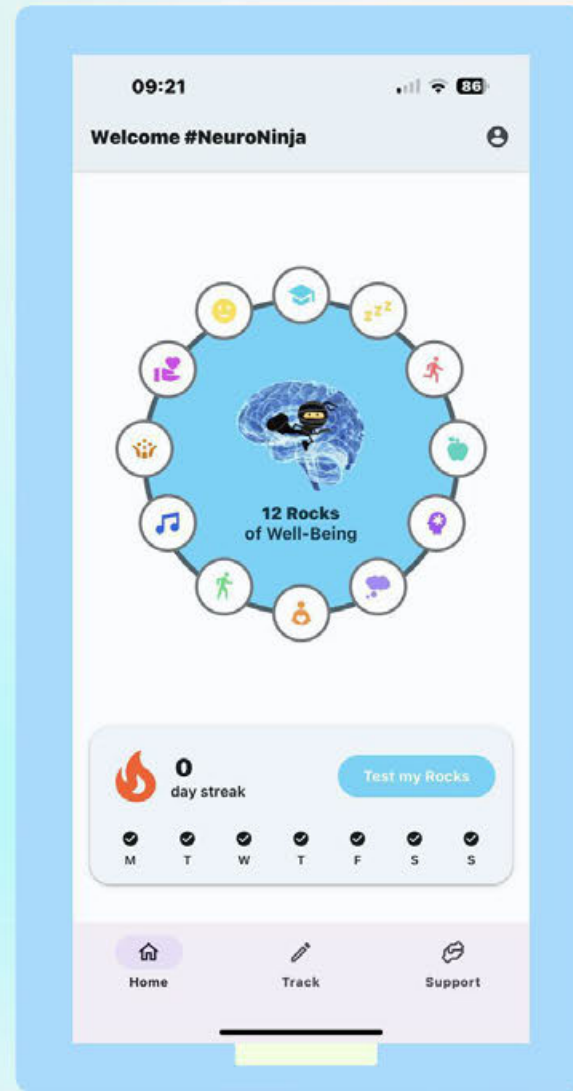 09:21
86
Welcome #NeuroNinja
zzz
12 Rocks
of Well-Being
0
day streak
Test my Rocks
M T W T F S S
Home Track Support